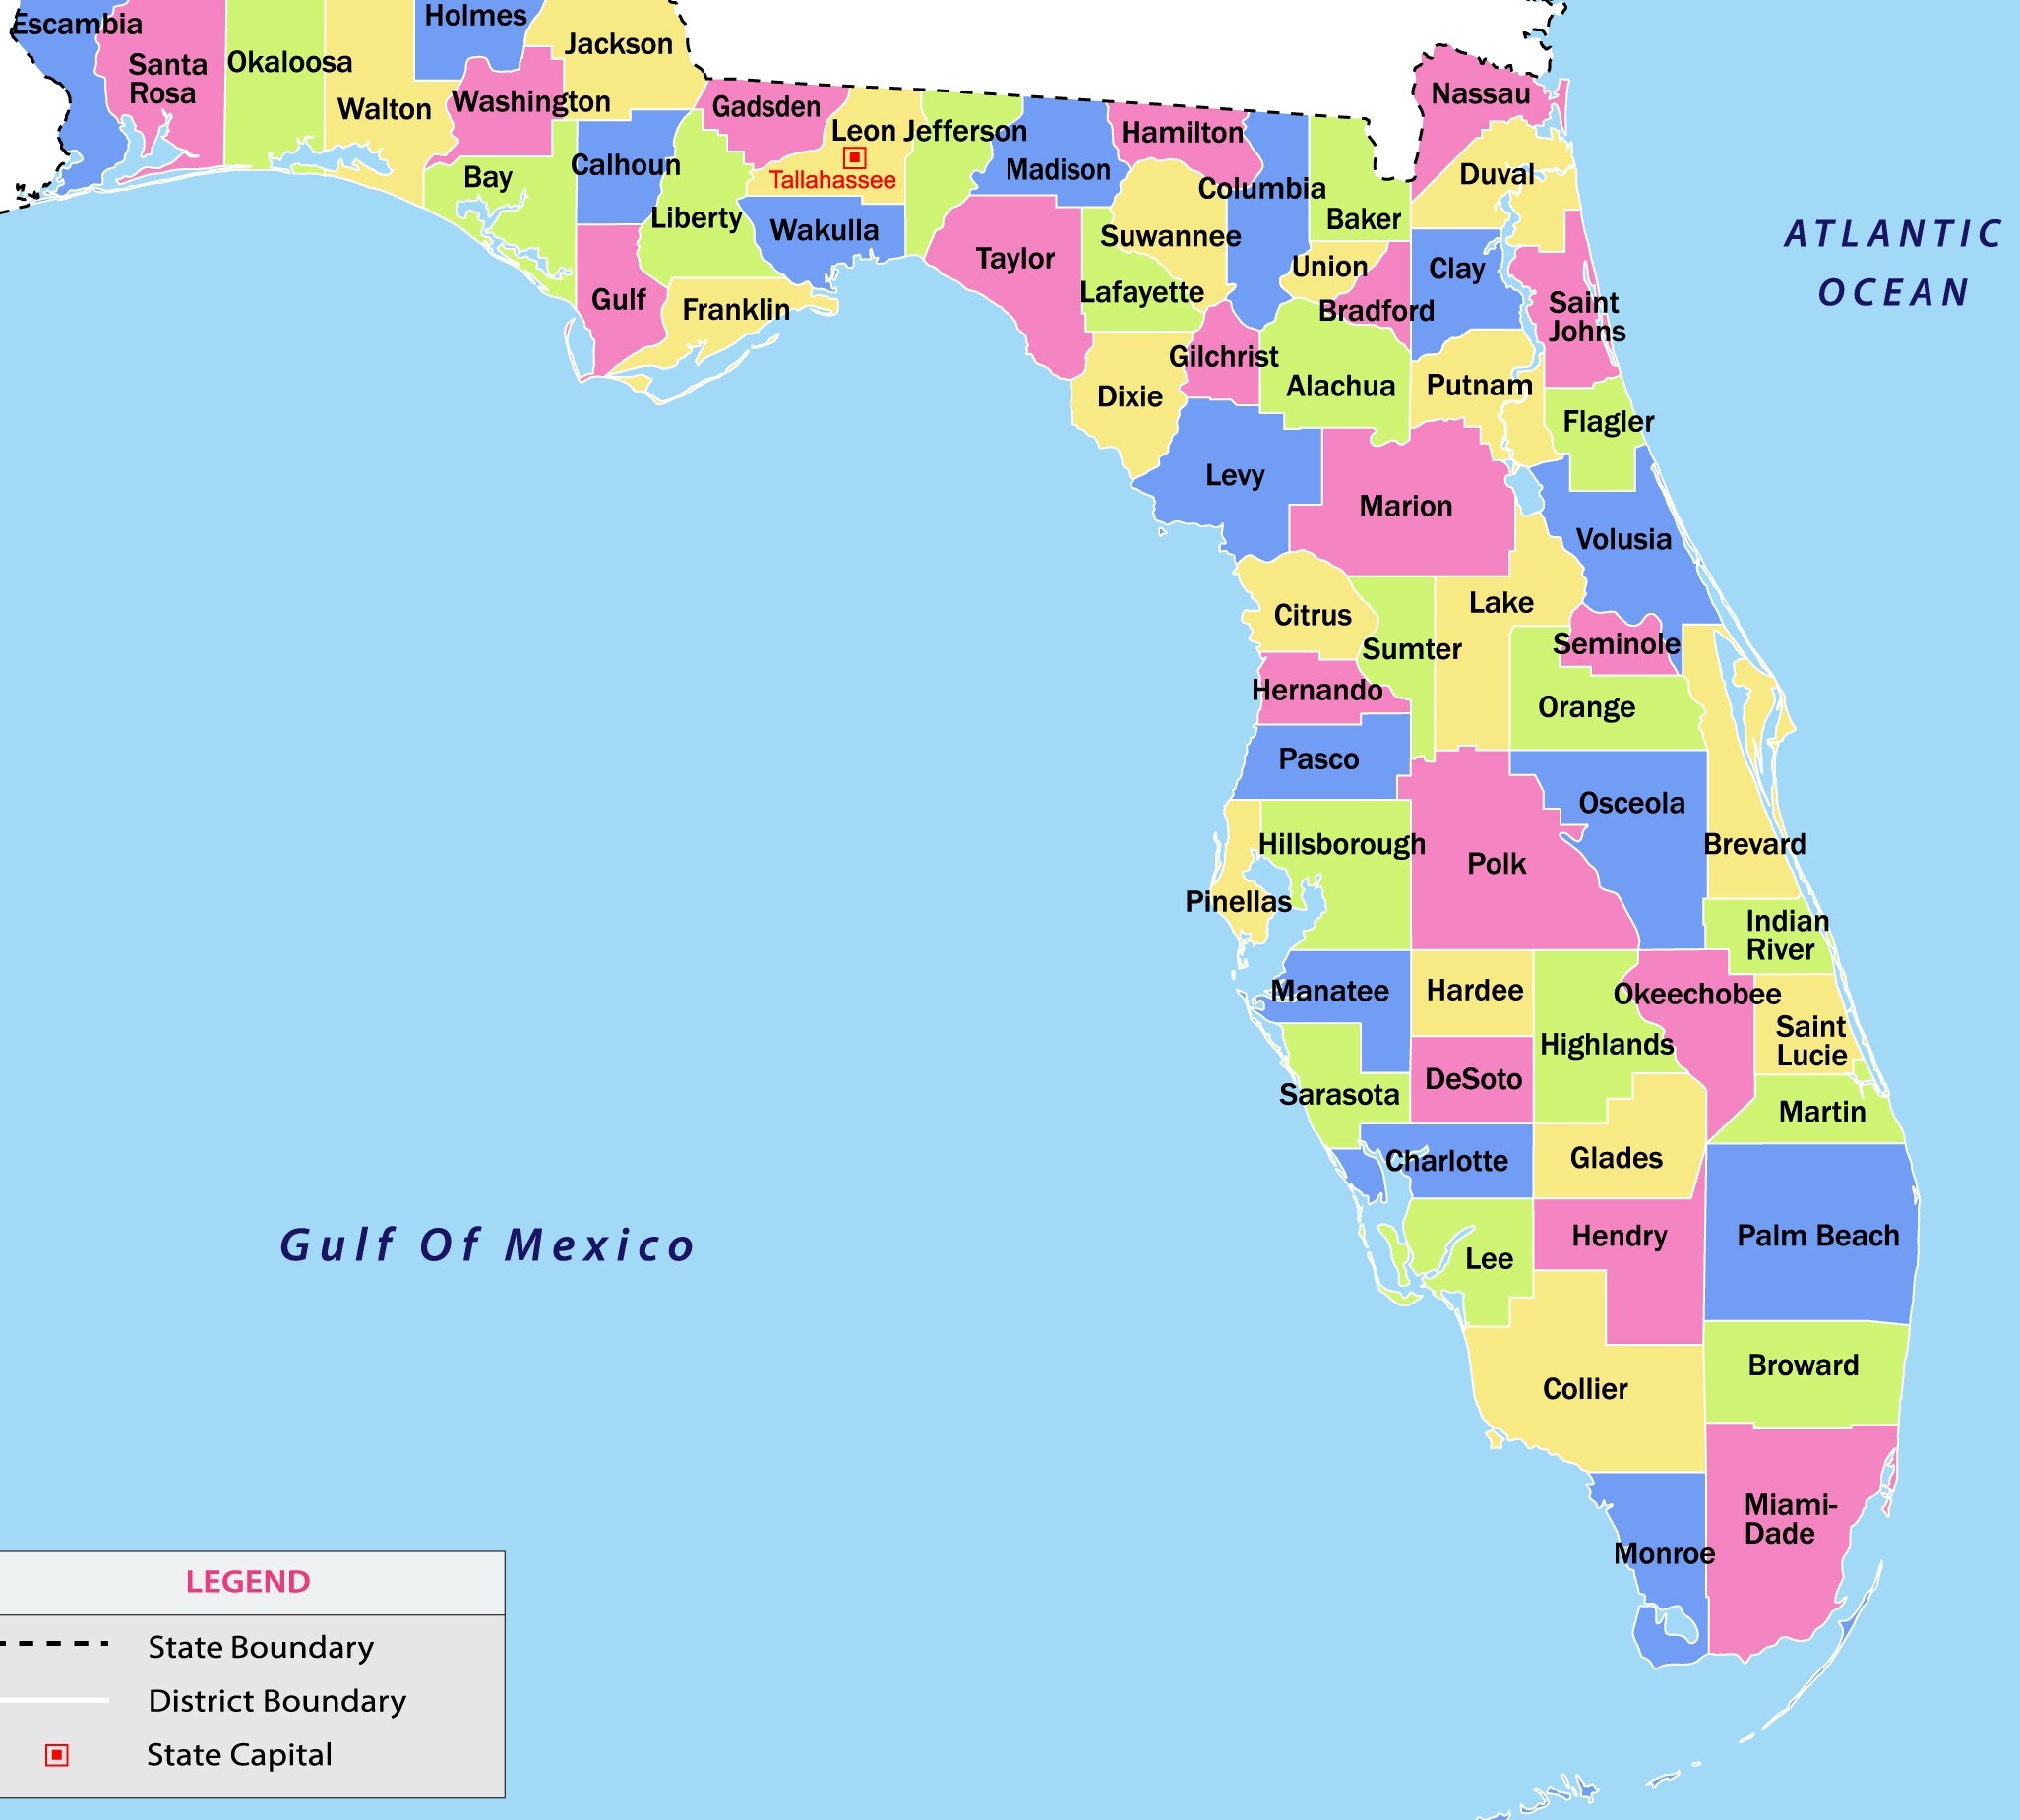 Escambia
Santa
Rosa
Okaloosa
Walton
Holmes
Jackson
Washington
Bay
Calhoun
Gulf
Liberty
Gadsden
Leon
Tallahassee
Wakulla
Franklin
Jefferson
Madison
Taylor
Hamilton
Suwannee
Lafayette
Dixie
Columbia
Gilchrist
Baker
Union
Bradford
Alachua
Nassau
Duval
Clay
Saint
Johns
Putnam
Flagler
Levy
Marion
Volusia
ATLANTIC
OCEAN
Citrus
Sumter
Lake
Seminole
Hernando
Orange
Pasco
Osceola
Brevard
Hillsborough
Polk
Pinellas
Indian
River
Manatee
Hardee
Okeechobee
Highlands
Saint
Lucie
DeSoto
Sarasota
Martin
Charlotte
Glades
Gulf Of Mexico
Lee
Hendry
Palm Beach
Collier
Broward
Miami-
Dade
Monroe
LEGEND
State Boundary
District Boundary
State Capital